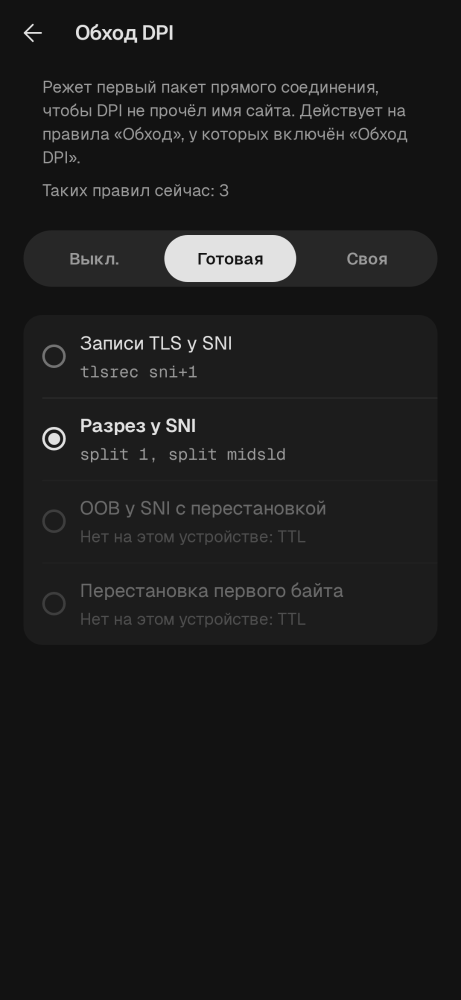 Обход DPI
Режет первый пакет прямого соединения,
чтобы DPI не прочёл имя сайта. Действует на
правила «Обход», у которых включён «Обход
DPI».
Таких правил сейчас: 3
Выкл.
Готовая
Своя
Записи TLS у SNI
tlsrec sni+1
Разрез у SNI
split 1, split midsld
OOB у SNI с перестановкой
Нет на этом устройстве: TTL
Перестановка первого байта
Нет на этом устройстве: TTL